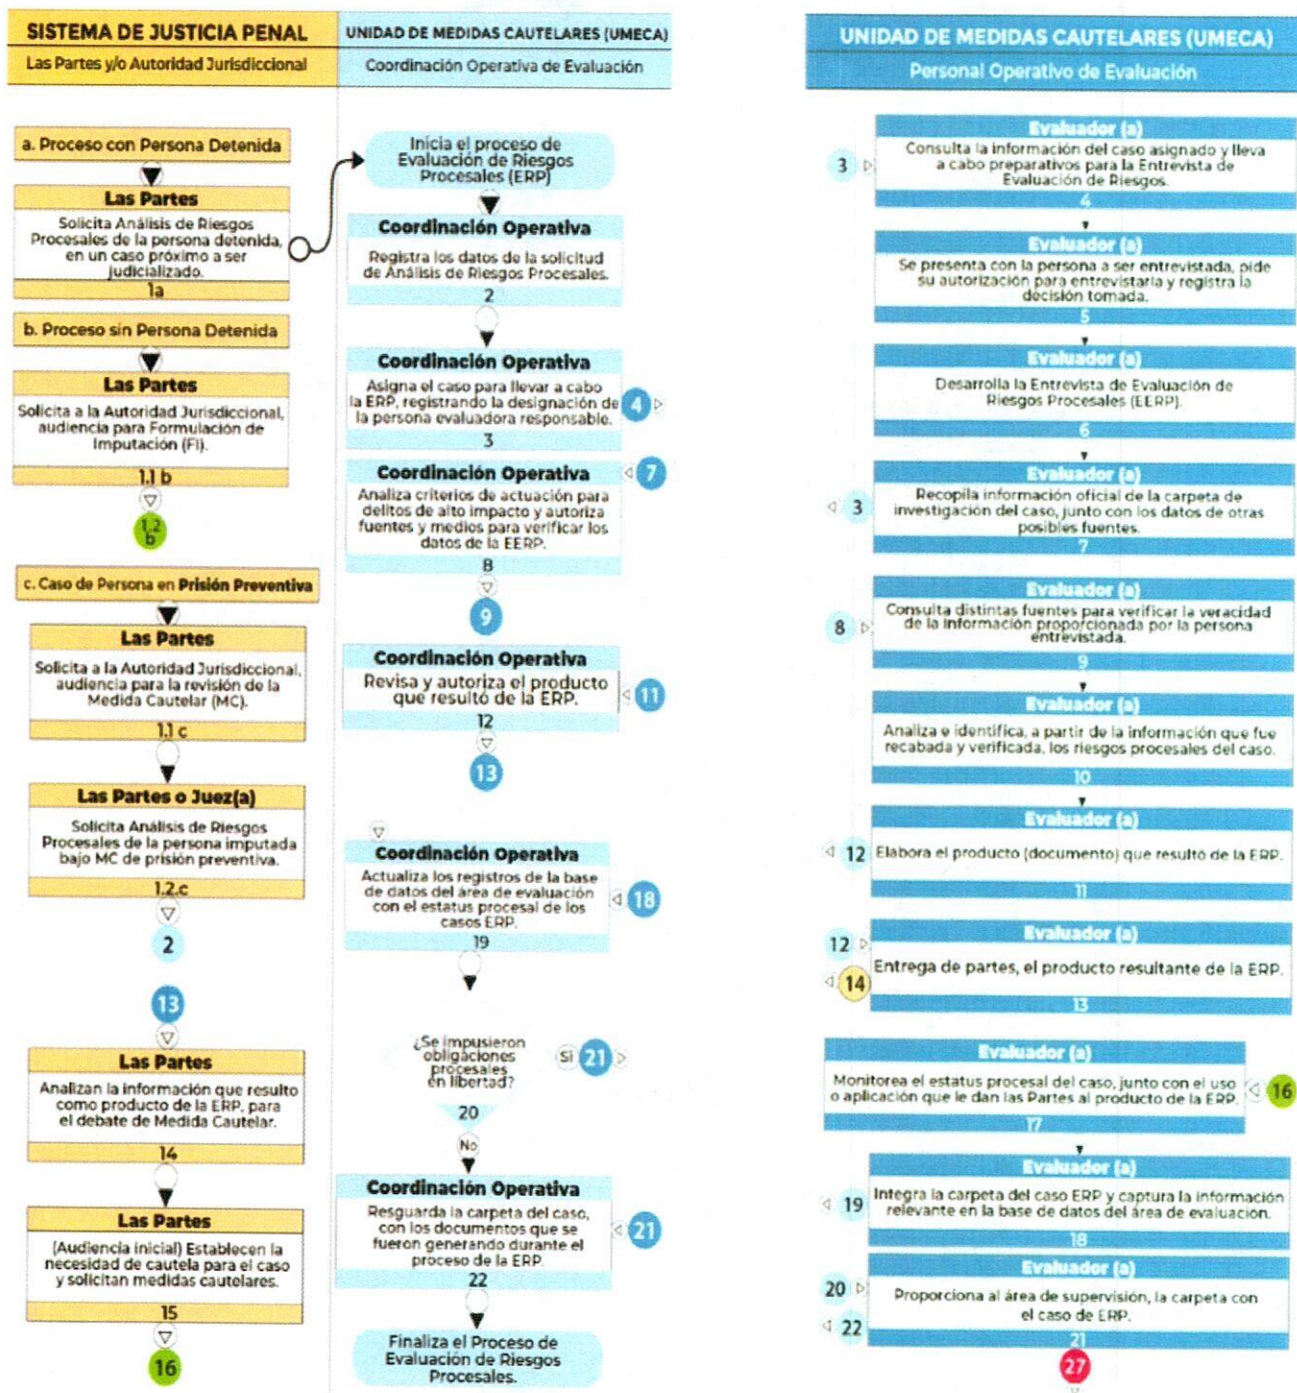 SISTEMA DE JUSTICIA PENAL
Las Partes y/o Autoridad Jurisdiccional
a. Proceso con Persona Detenida
Las Partes
Solicita Análisis de Riesgos
Procesales de la persona detenida,
en un caso próximo a ser
judicializado.
1a
b. Proceso sin Persona Detenida
Las Partes
Solicita a la Autoridad Jurisdiccional,
audiencia para Formulación de
Imputación (FI).
1.1 b
1.2
b
c. Caso de Persona en Prisión Preventiva
Las Partes
Solicita a la Autoridad Jurisdiccional,
audiencia para la revisión de la
Medida Cautelar (MC).
1.1 c
Las Partes o Juez(a)
Solicita Análisis de Riesgos
Procesales de la persona imputada
bajo MC de prisión preventiva.
1.2.c
2
13
Las Partes
Analizan la información que resulto
como producto de la ERP, para
el debate de Medida Cautelar.
14
Las Partes
(Audiencia inicial) Establecen la
necesidad de cautela para el caso
y solicitan medidas cautelares.
15
16
UNIDAD DE MEDIDAS CAUTELARES (UMECA)
Coordinación Operativa de Evaluación
Inicia el proceso de
Evaluación de Riesgos
Procesales (ERP)
Coordinación Operativa
Registra los datos de la solicitud
de Análisis de Riesgos Procesales.
2
Coordinación Operativa
Asigna el caso para llevar a cabo
la ERP, registrando la designación de
la persona evaluadora responsable.
4
3
Coordinación Operativa
7
Analiza criterios de actuación para
delitos de alto impacto y autoriza
fuentes y medios para verificar los
datos de la EERP.
8
9
Coordinación Operativa
Revisa y autoriza el producto
que resultó de la ERP.
11
12
13
Coordinación Operativa
Actualiza los registros de la base
de datos del área de evaluación
con el estatus procesal de los
casos ERP.
18
19
¿Se impusieron
obligaciones
procesales
en libertad?
Si 21
20
No
Coordinación Operativa
Resguarda la carpeta del caso,
con los documentos que se
fueron generando durante el
proceso de la ERP.
21
22
Finaliza el Proceso de
Evaluación de Riesgos
Procesales.
UNIDAD DE MEDIDAS CAUTELARES (UMECA)
Personal Operativo de Evaluación
Evaluador (a)
3
Consulta la información del caso asignado y lleva
a cabo preparativos para la Entrevista de
Evaluación de Riesgos.
4
Evaluador (a)
Se presenta con la persona a ser entrevistada, pide
su autorización para entrevistarla y registra la
decisión tomada.
5
Evaluador (a)
Desarrolla la Entrevista de Evaluación de
Riesgos Procesales (EERP).
6
Evaluador (a)
3
Recopila información oficial de la carpeta de
investigación del caso, junto con los datos de otras
posibles fuentes.
7
Evaluador (a)
8
Consulta distintas fuentes para verificar la veracidad
de la información proporcionada por la persona
entrevistada.
9
Evaluador (a)
Analiza e identifica, a partir de la información que fue
recabada y verificada, los riesgos procesales del caso.
10
Evaluador (a)
12
Elabora el producto (documento) que resultó de la ERP.
11
Evaluador (a)
12
14
Entrega de partes, el producto resultante de la ERP.
13
Evaluador (a)
Monitorea el estatus procesal del caso, junto con el uso
o aplicación que le dan las Partes al producto de la ERP.
16
17
Evaluador (a)
19
Integra la carpeta del caso ERP y captura la información
relevante en la base de datos del área de evaluación.
18
Evaluador (a)
20
22
Proporciona al área de supervisión, la carpeta con
el caso de ERP.
21
27